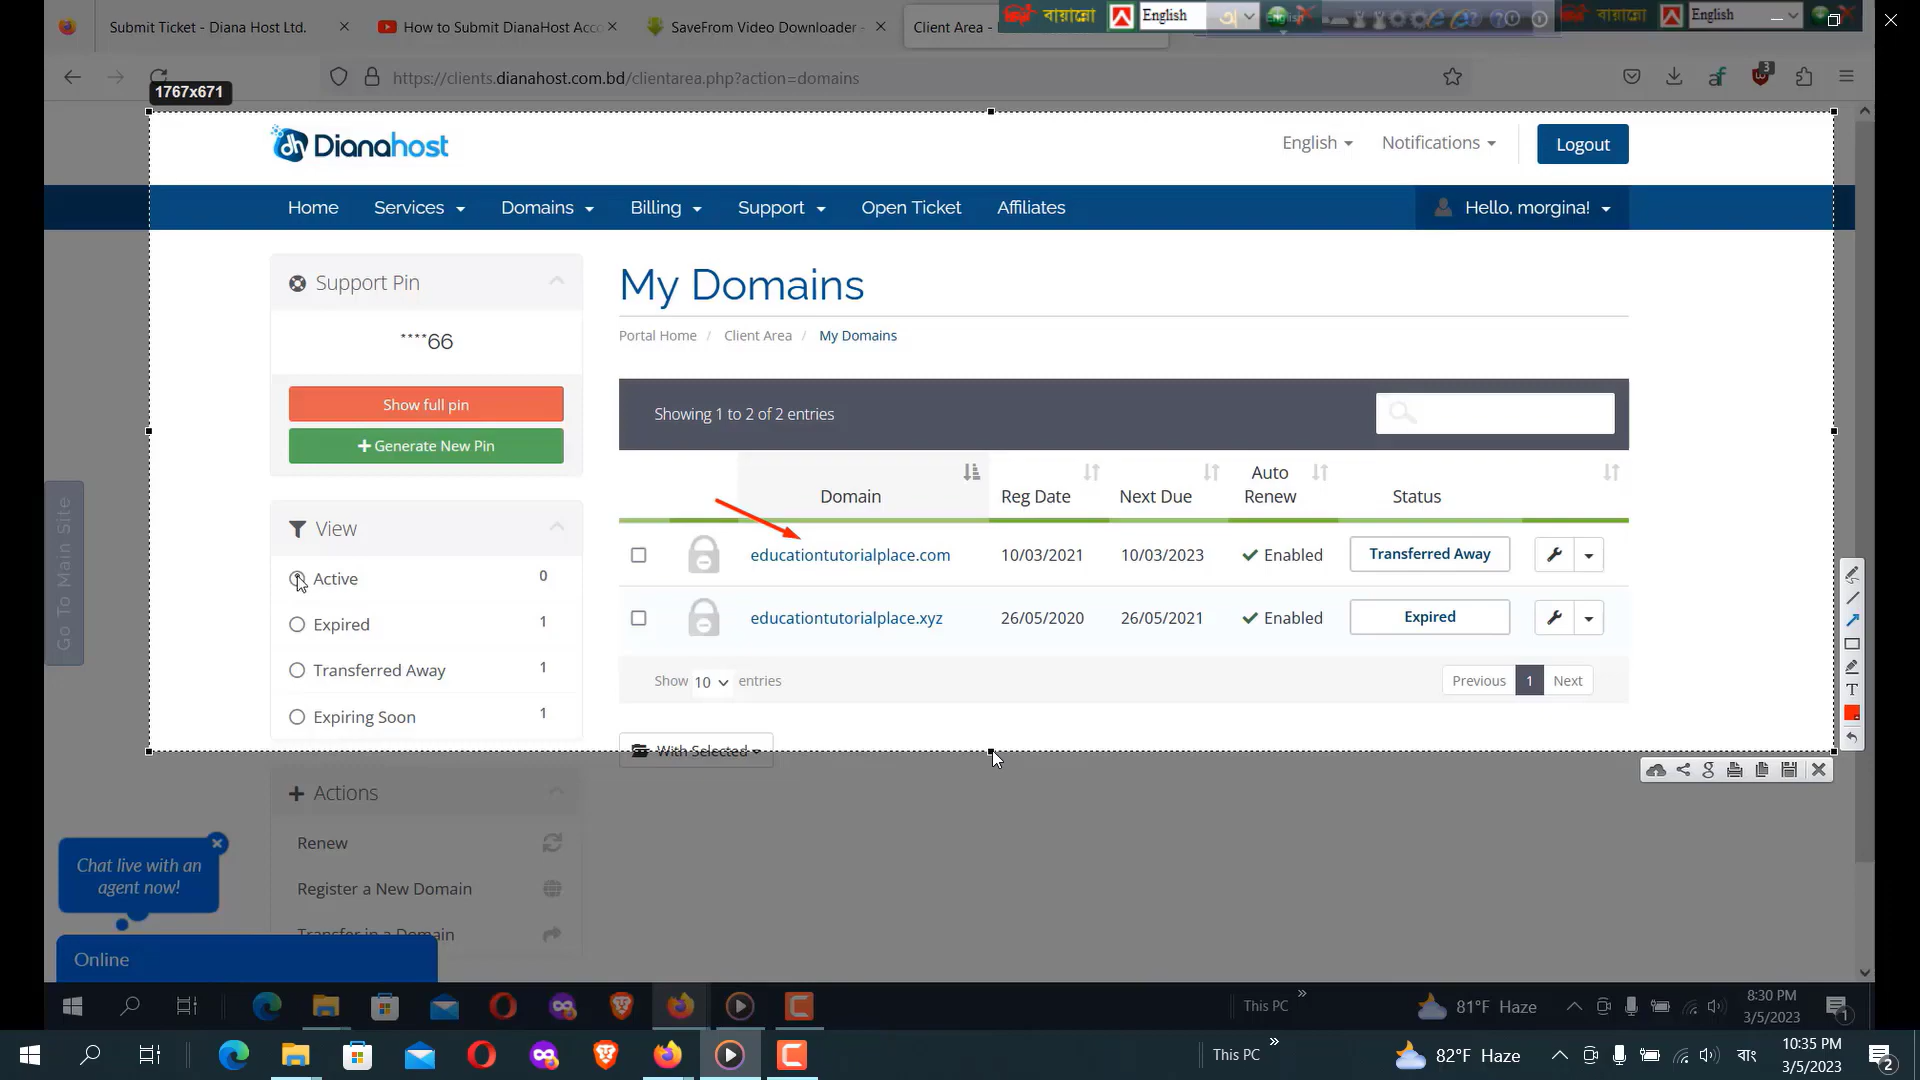 Submit Ticket - Diana Host Ltd.
How to Submit DianaHost Acco
SaveFrom Video Downloader -
Client Area -
বায়ান্নো
English
অ
বায়ান্নো
English
https://clients.dianahost.com.bd/clientarea.php?action=domains
3
1767x671
dh Dianahost
English
Notifications
Logout
Home
Services
Domains
Billing
Support
Open Ticket
Affiliates
Hello, morgina!
Support Pin
****66
Show full pin
Generate New Pin
My Domains
Portal Home / Client Area / My Domains
Showing 1 to 2 of 2 entries
Domain
Reg Date
Next Due
Auto
Renew
Status
educationtutorialplace.com
10/03/2021
10/03/2023
Enabled
Transferred Away
educationtutorialplace.xyz
26/05/2020
26/05/2021
Enabled
Expired
Show 10 entries
Previous
1
Next
With Selected
View
Active
0
Expired
1
Transferred Away
1
Expiring Soon
1
Go To Main Site
Actions
Renew
Register a New Domain
Transfer in a Domain
Chat live with an
agent now!
Online
T
g
This PC
81°F Haze
8:30 PM
3/5/2023
1
This PC
82°F Haze
বাং
10:35 PM
3/5/2023
2